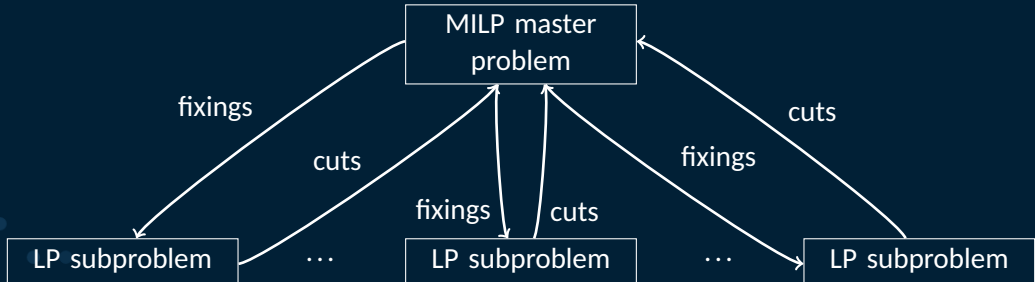 MILP master
problem
fixings
cuts
cuts
fixings
fixings
cuts
LP subproblem
...
LP subproblem
...
LP subproblem